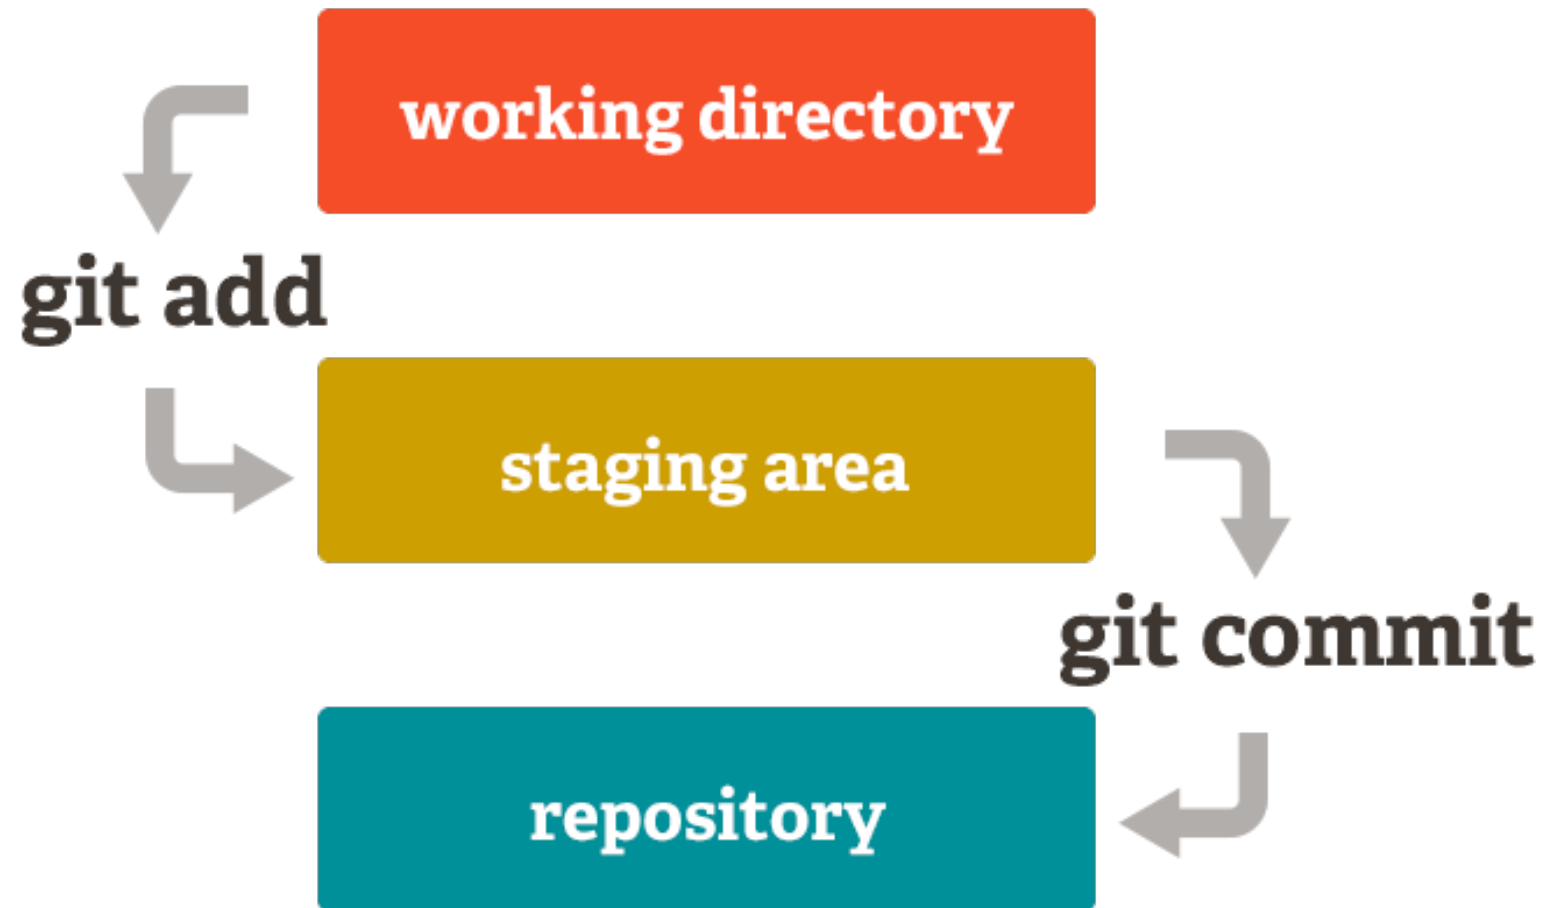 working directory
git add
staging area
git commit
repository